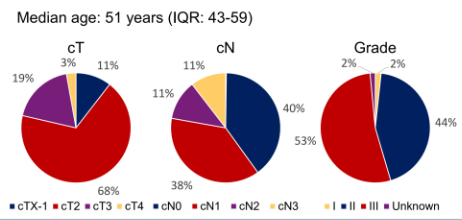 Median age: 51 years (IQR: 43-59)
cT cN Grade
3% 11% 19% 68%
11% 40% 11% 38%
2% 2% 44% 53%
cTX-1 cT2 cT3 cT4 cN0 cN1 cN2 cN3 I II III Unknown